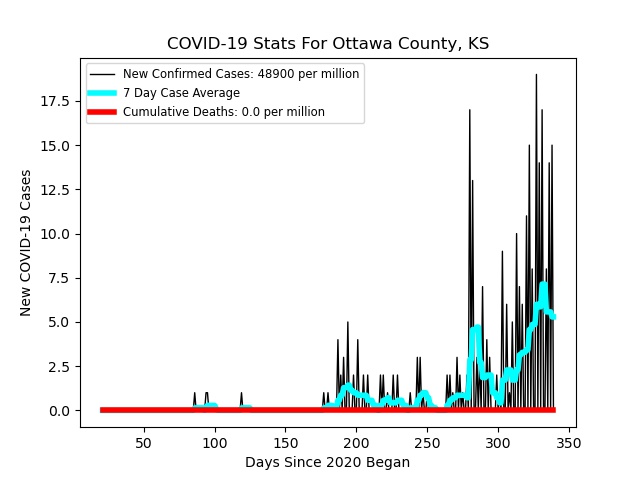 COVID-19 Stats For Ottawa County, KS
New Confirmed Cases: 48900 per million
7 Day Case Average
Cumulative Deaths: 0.0 per million
New COVID-19 Cases
17.5
15.0
12.5
10.0
7.5
5.0
2.5
0.0
50 100 150 200 250 300 350
Days Since 2020 Began